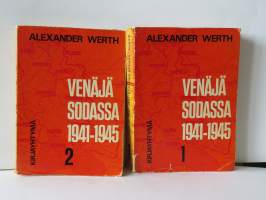 ALEXANDER WERTH
VENÄJÄ
SODASSA
1941-1945
2
KIRJAYHTYMÄ
ALEXANDER WERTH
VENÄJÄ
SODASSA
1941-1945
1
KIRJAYHTYMÄ